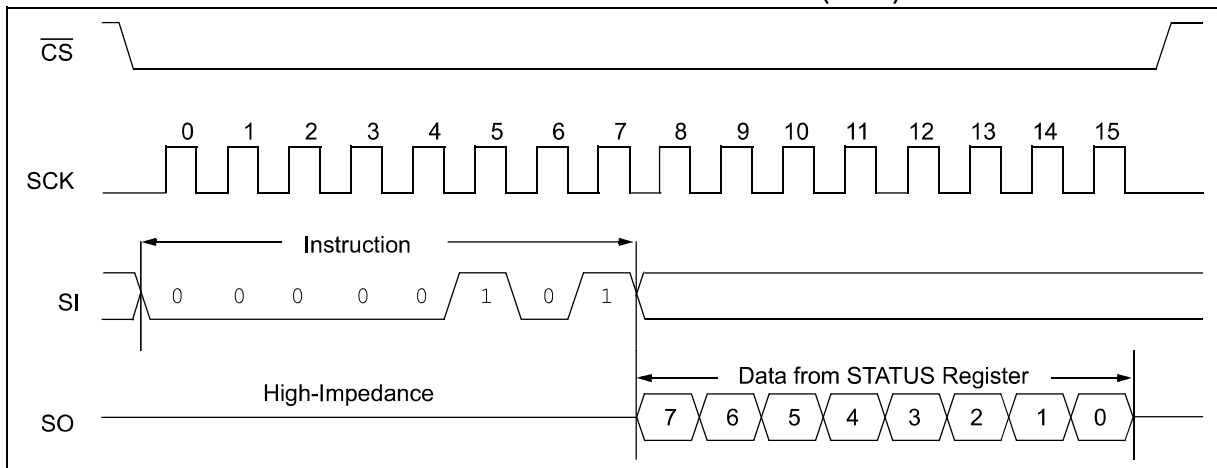 CS
0 1 2 3 4 5 6 7 8 9 10 11 12 13 14 15
SCK
Instruction
SI 0 0 0 0 0 1 0 1
Data from STATUS Register
High-Impedance
SO 7 6 5 4 3 2 1 0